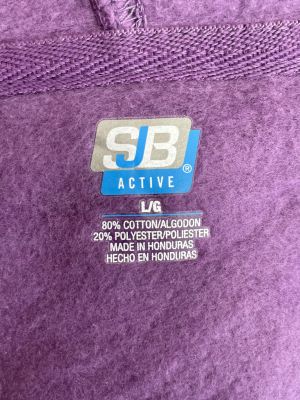 SJB
ACTIVE
®
L/G
80% COTTON/ALGODON
20% POLYESTER/POLIESTER
MADE IN HONDURAS
HECHO EN HONDURAS